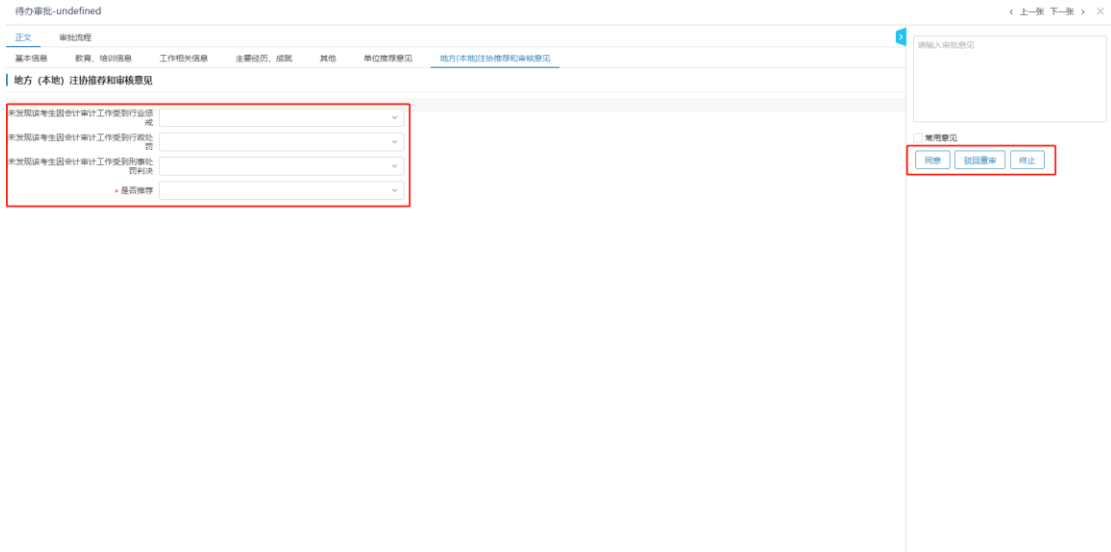 待办审批-undefined
上一张 下一张
正文 审批流程
基本信息 教育，培训信息 工作相关信息 主要经历，成就 其他 单位推荐意见 地方(本地)注协推荐和审核意见
请输入审批意见
地方（本地）注协推荐和审核意见
未发现该考生因会计审计工作受到行业惩
戒
未发现该考生因会计审计工作受到行政处
罚
未发现该考生因会计审计工作受到刑事处
罚判决
* 是否推荐
常用意见
同意 驳回重审 终止